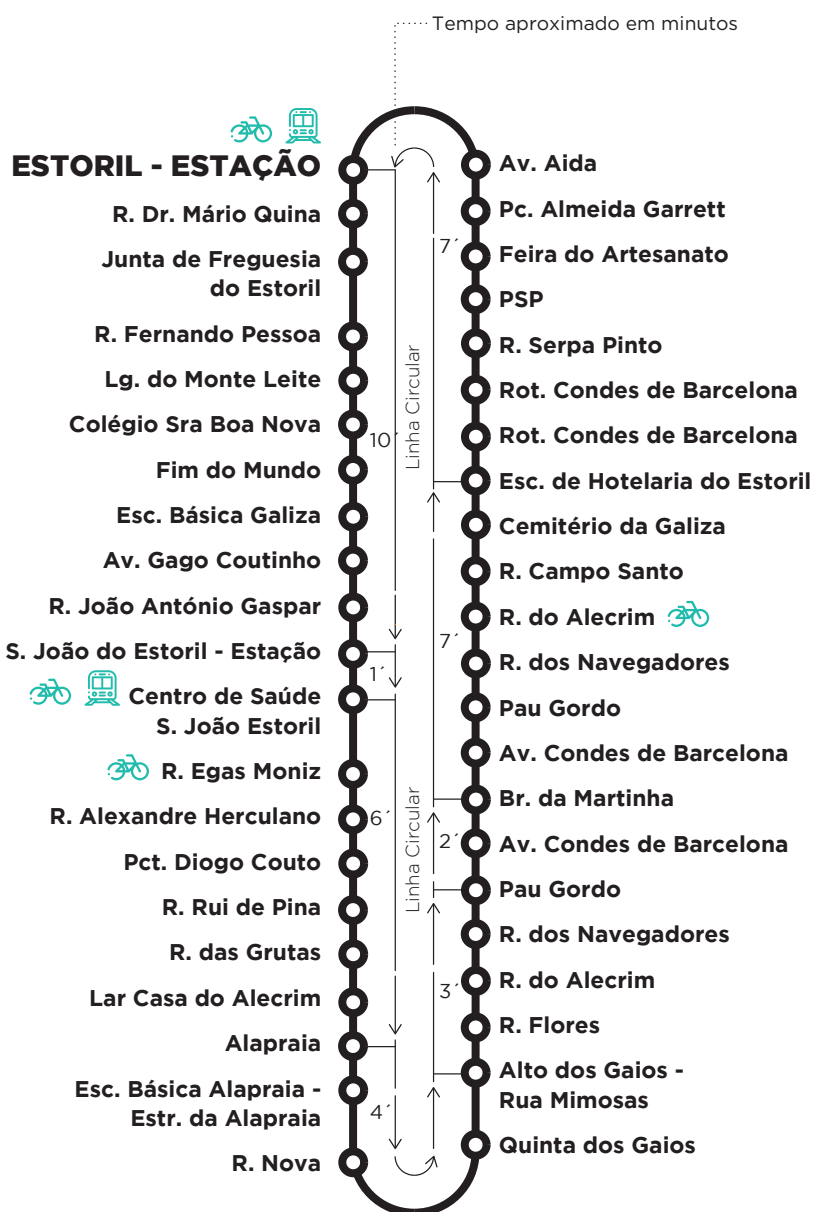 Tempo aproximado em minutos
ESTORIL - ESTAÇÃO
R. Dr. Mário Quina
Junta de Freguesia
do Estoril
R. Fernando Pessoa
Lg. do Monte Leite
Colégio Sra Boa Nova
Fim do Mundo
Esc. Básica Galiza
Av. Gago Coutinho
R. João António Gaspar
S. João do Estoril - Estação
Centro de Saúde
S. João Estoril
R. Egas Moniz
R. Alexandre Herculano
Pct. Diogo Couto
R. Rui de Pina
R. das Grutas
Lar Casa do Alecrim
Alapraia
Esc. Básica Alapraia -
Estr. da Alapraia
R. Nova
10´
1´
6´
4´
Linha Circular
Linha Circular
7´
7´
2´
3´
Av. Aida
Pc. Almeida Garrett
Feira do Artesanato
PSP
R. Serpa Pinto
Rot. Condes de Barcelona
Rot. Condes de Barcelona
Esc. de Hotelaria do Estoril
Cemitério da Galiza
R. Campo Santo
R. do Alecrim
R. dos Navegadores
Pau Gordo
Av. Condes de Barcelona
Br. da Martinha
Av. Condes de Barcelona
Pau Gordo
R. dos Navegadores
R. do Alecrim
R. Flores
Alto dos Gaios -
Rua Mimosas
Quinta dos Gaios